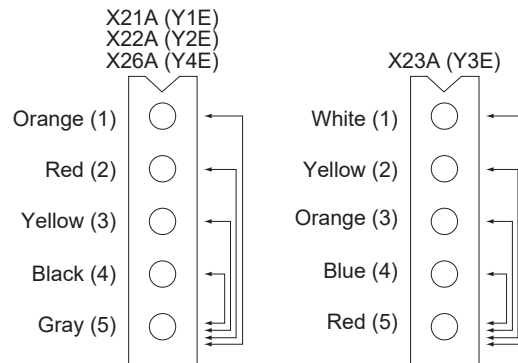 X21A (Y1E)
X22A (Y2E)
X26A (Y4E)
Orange (1)
Red (2)
Yellow (3)
Black (4)
Gray (5)
X23A (Y3E)
White (1)
Yellow (2)
Orange (3)
Blue (4)
Red (5)